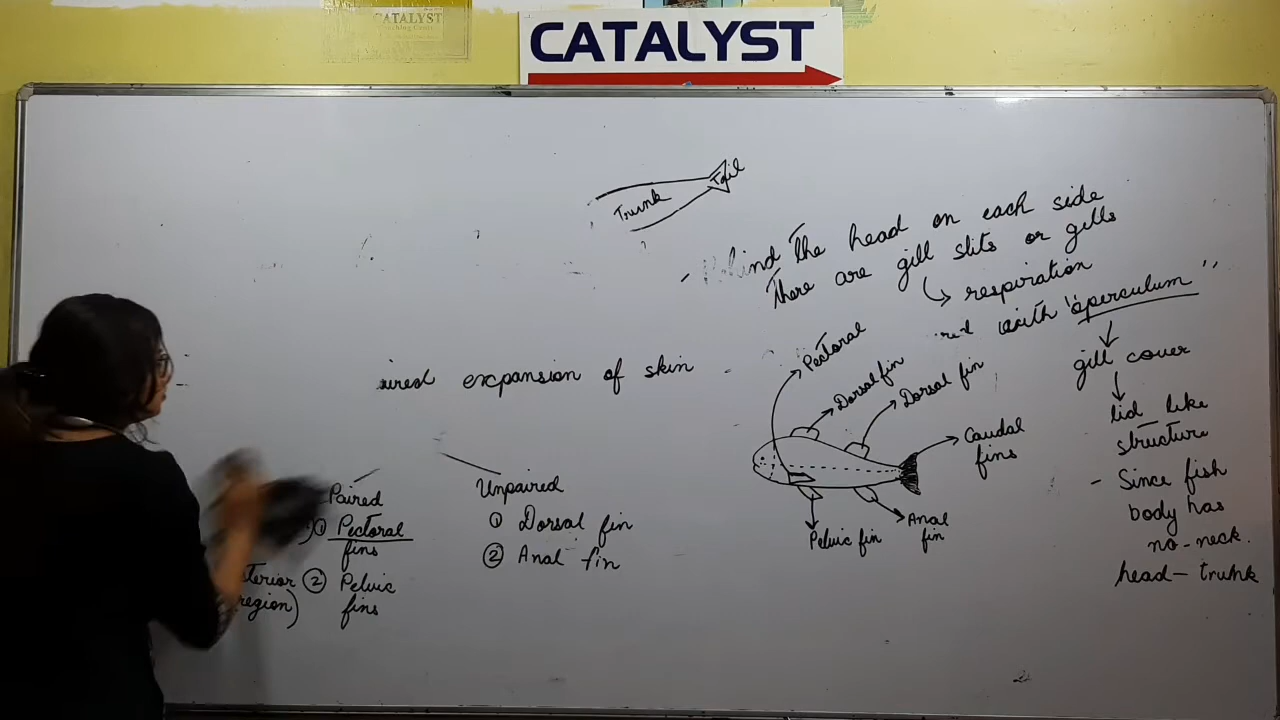 CATALYST
CATALYST
Trunk
Tail
- Behind the head on each side
there are gill slits or gills
respiration
with "operculum"
gill cover
lid like
structure
- Since fish
body has
no-neck.
head - trunk
expansion of skin
Paired
① Pectoral
fins
② Pelvic
fins
region)
Unpaired
① Dorsal fin
② Anal fin
Pectoral
Dorsal fin
Dorsal fin
Caudal
fins
Pelvic fin
Anal
fin